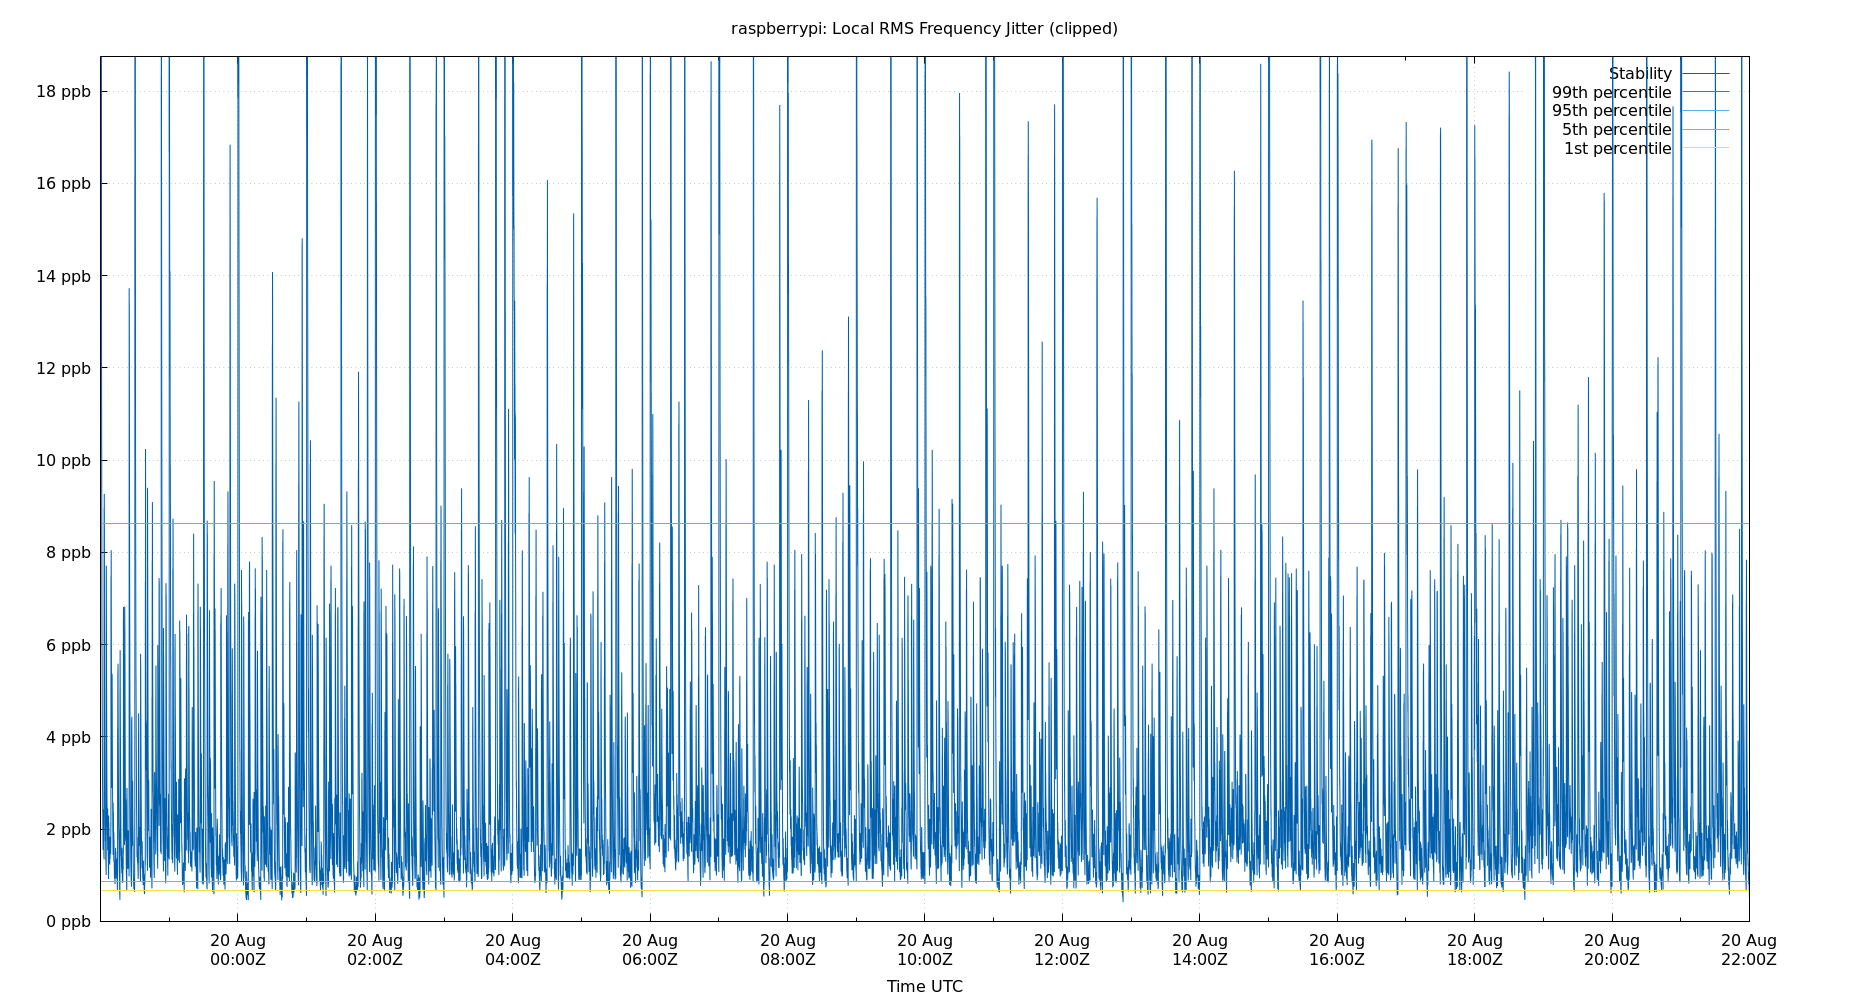 raspberrypi: Local RMS Frequency Jitter (clipped)
18 ppb
16 ppb
14 ppb
12 ppb
10 ppb
8 ppb
6 ppb
4 ppb
2 ppb
0 ppb
Stability
99th percentile
95th percentile
5th percentile
1st percentile
20 Aug 20 Aug 20 Aug 20 Aug 20 Aug 20 Aug 20 Aug 20 Aug 20 Aug 20 Aug 20 Aug 20 Aug
00:00Z 02:00Z 04:00Z 06:00Z 08:00Z 10:00Z 12:00Z 14:00Z 16:00Z 18:00Z 20:00Z 22:00Z
Time UTC